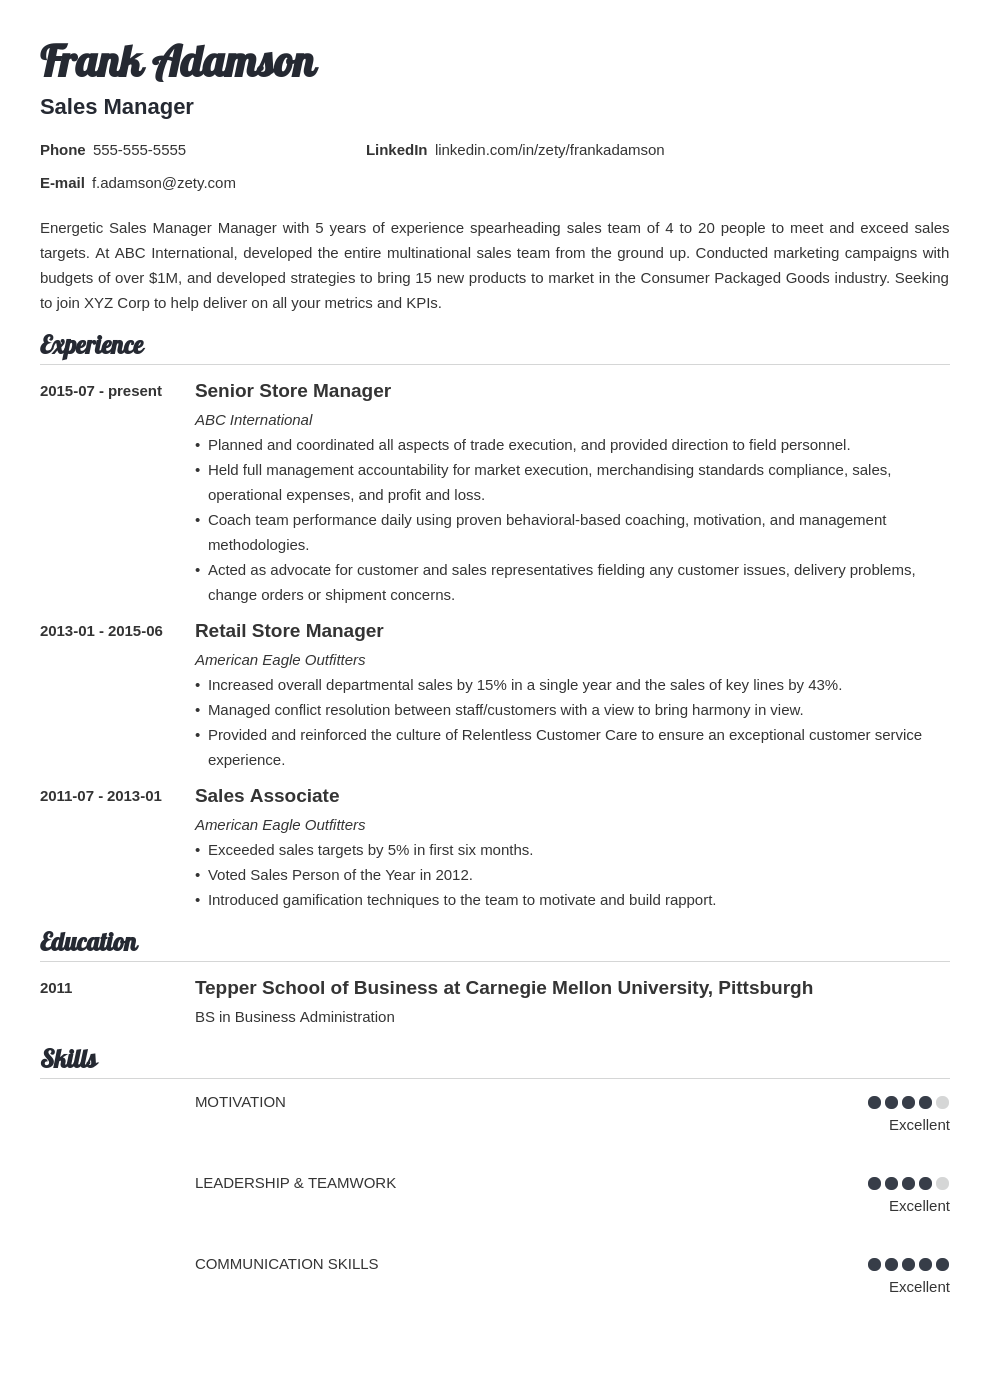 Frank Adamson
Sales Manager
Phone 555-555-5555 LinkedIn linkedin.com/in/zety/frankadamson
E-mail f.adamson@zety.com
Energetic Sales Manager Manager with 5 years of experience spearheading sales team of 4 to 20 people to meet and exceed sales
targets. At ABC International, developed the entire multinational sales team from the ground up. Conducted marketing campaigns with
budgets of over $1M, and developed strategies to bring 15 new products to market in the Consumer Packaged Goods industry. Seeking
to join XYZ Corp to help deliver on all your metrics and KPIs.
Experience
2015-07 - present Senior Store Manager
ABC International
• Planned and coordinated all aspects of trade execution, and provided direction to field personnel.
• Held full management accountability for market execution, merchandising standards compliance, sales,
operational expenses, and profit and loss.
• Coach team performance daily using proven behavioral-based coaching, motivation, and management
methodologies.
• Acted as advocate for customer and sales representatives fielding any customer issues, delivery problems,
change orders or shipment concerns.
2013-01 - 2015-06 Retail Store Manager
American Eagle Outfitters
• Increased overall departmental sales by 15% in a single year and the sales of key lines by 43%.
• Managed conflict resolution between staff/customers with a view to bring harmony in view.
• Provided and reinforced the culture of Relentless Customer Care to ensure an exceptional customer service
experience.
2011-07 - 2013-01 Sales Associate
American Eagle Outfitters
• Exceeded sales targets by 5% in first six months.
• Voted Sales Person of the Year in 2012.
• Introduced gamification techniques to the team to motivate and build rapport.
Education
2011 Tepper School of Business at Carnegie Mellon University, Pittsburgh
BS in Business Administration
Skills
MOTIVATION
Excellent
LEADERSHIP & TEAMWORK
Excellent
COMMUNICATION SKILLS
Excellent